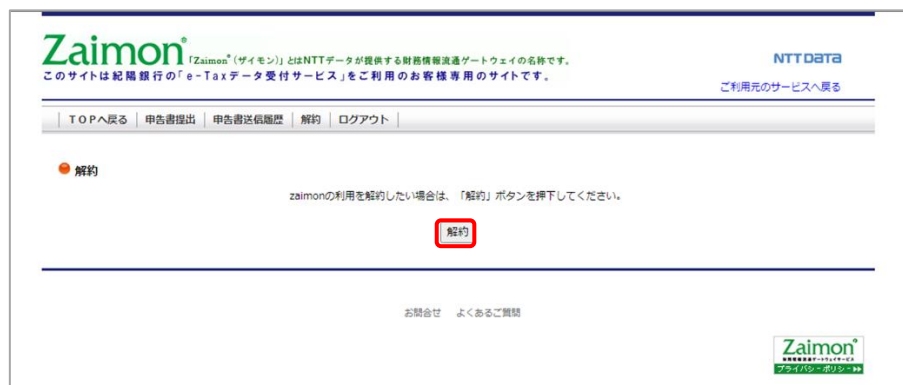 Zaimon®
「Zaimon®(ザイモン)」とはNTTデータが提供する財務情報流通ゲートウェイの名称です。
このサイトは紀陽銀行の「e-Taxデータ受付サービス」をご利用のお客様専用のサイトです。
NTT DATA
ご利用元のサービスへ戻る
TOPへ戻る 申告書提出 申告書送信履歴 解約 ログアウト
解約
zaimonの利用を解約したい場合は、「解約」ボタンを押下してください。
解約
お問合せ よくあるご質問
Zaimon®
プライバシーポリシー